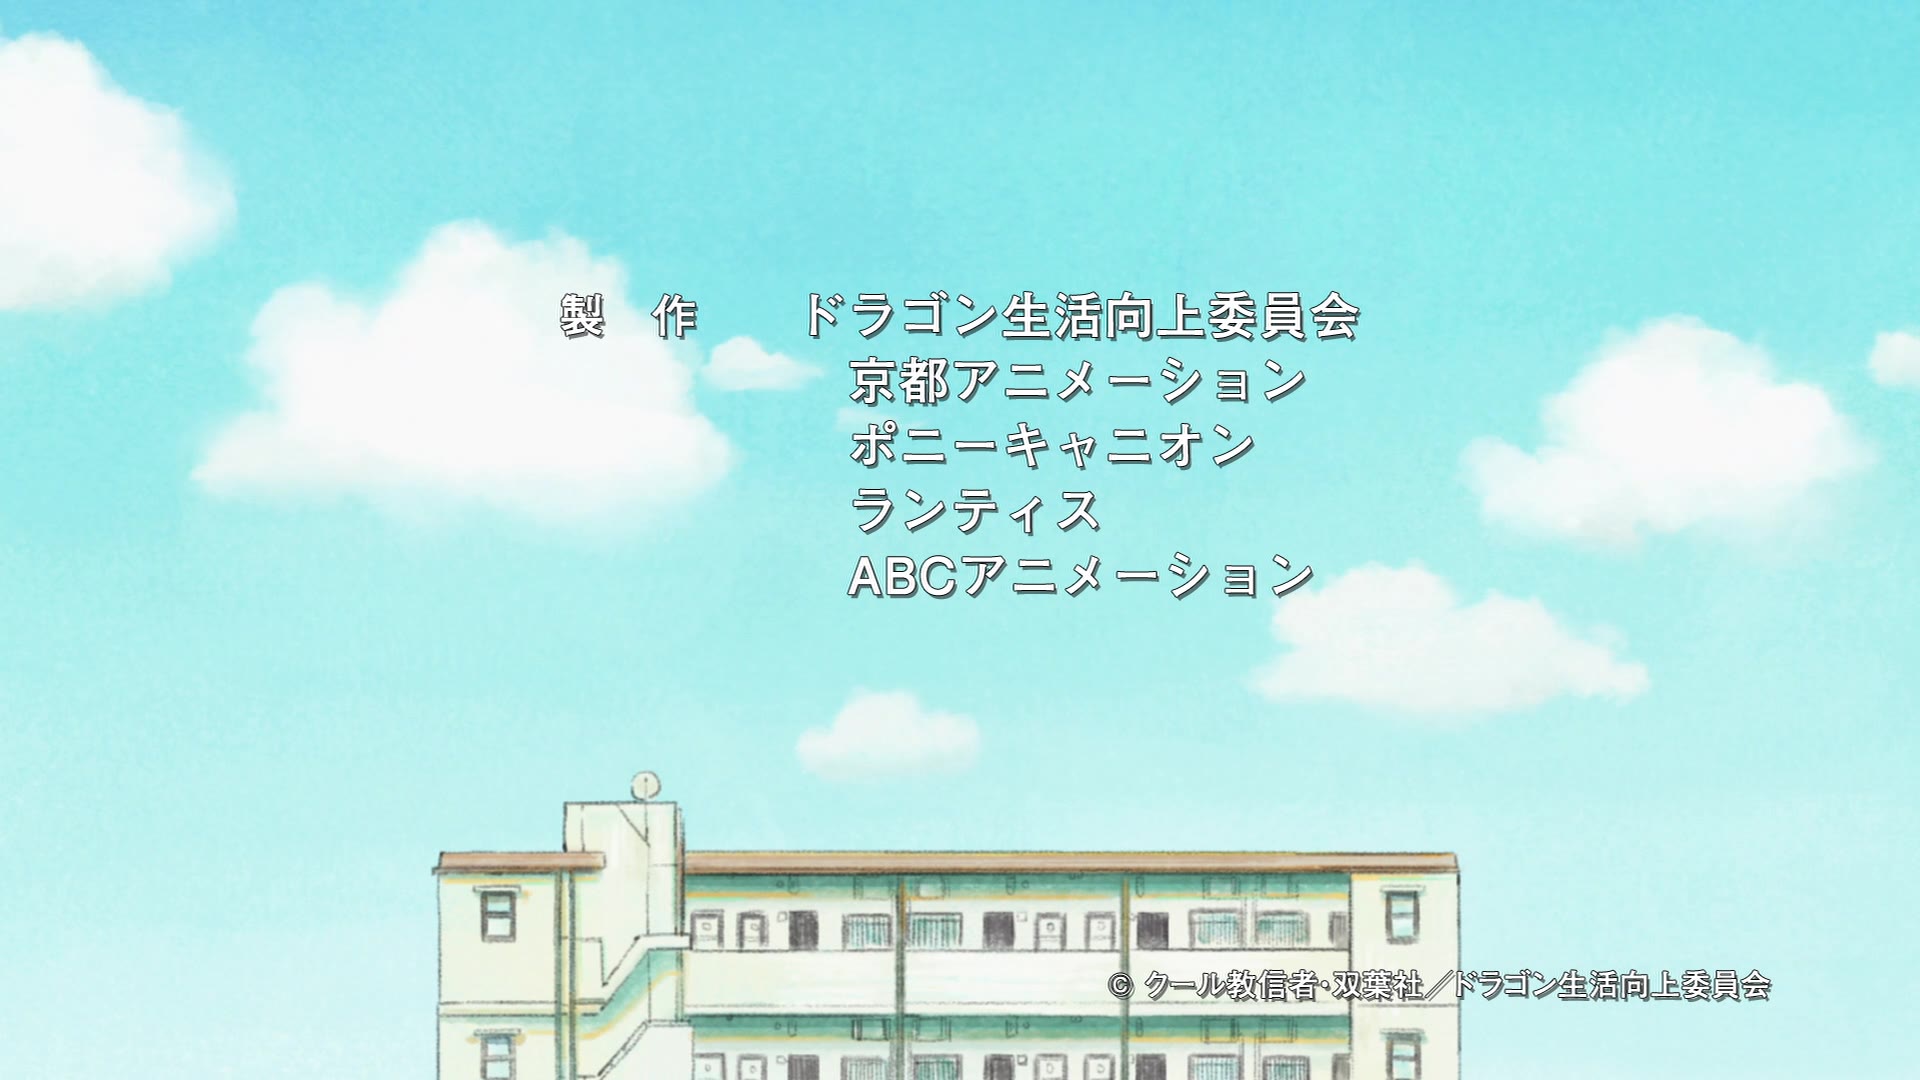 製　作　　ドラゴン生活向上委員会
京都アニメーション
ポニーキャニオン
ランティス
ABCアニメーション
© クール教信者・双葉社／ドラゴン生活向上委員会